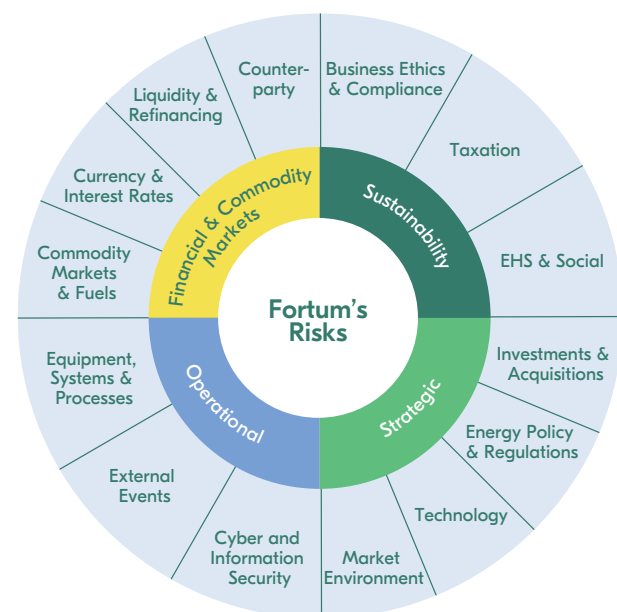 Fortum's
Risks
Financial & Commodity
Markets
Counter-
party
Liquidity &
Refinancing
Currency &
Interest Rates
Commodity
Markets
& Fuels
Sustainability
Business Ethics
& Compliance
Taxation
EHS & Social
Strategic
Investments &
Acquisitions
Energy Policy
& Regulations
Technology
Market
Environment
Operational
Cyber and
Information
Security
External
Events
Equipment,
Systems &
Processes